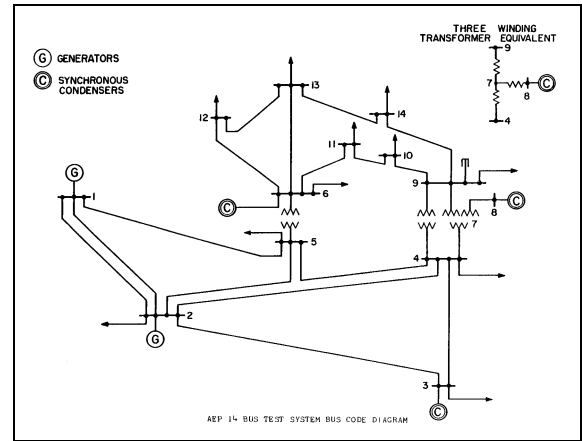 THREE WINDING
TRANSFORMER EQUIVALENT
9
7
C
8
4
G GENERATORS
C SYNCHRONOUS
CONDENSERS
13
14
12
11
10
9
C
6
G
1
8
C
7
5
4
2
G
3
C
AEP 14 BUS TEST SYSTEM BUS CODE DIAGRAM